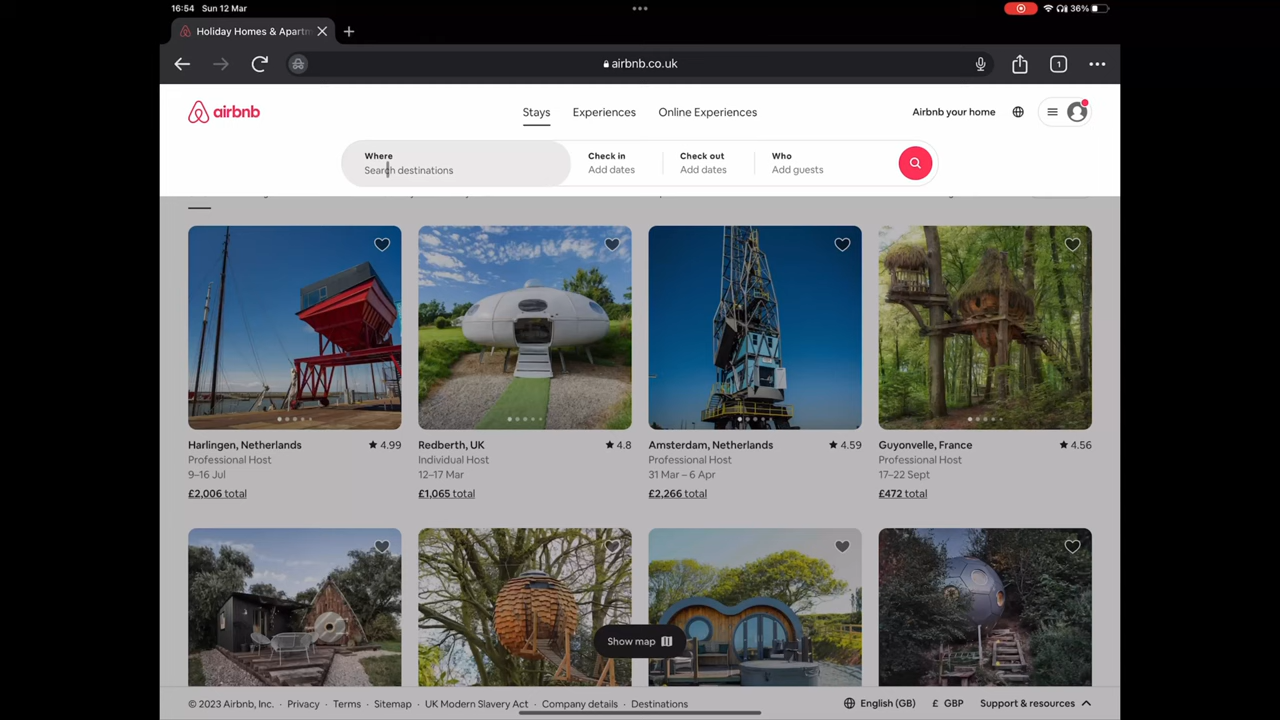 16:54 Sun 12 Mar
36%
Holiday Homes & Apartm
airbnb.co.uk
1
airbnb
Stays Experiences Online Experiences
Airbnb your home
Where
Search destinations
Check in
Add dates
Check out
Add dates
Who
Add guests
Harlingen, Netherlands 4.99
Professional Host
9–16 Jul
£2,006 total
Redberth, UK 4.8
Individual Host
12–17 Mar
£1,065 total
Amsterdam, Netherlands 4.59
Professional Host
31 Mar – 6 Apr
£2,266 total
Guyonvelle, France 4.56
Professional Host
17–22 Sept
£472 total
Show map
© 2023 Airbnb, Inc. · Privacy · Terms · Sitemap · UK Modern Slavery Act · Company details · Destinations
English (GB) £ GBP Support & resources